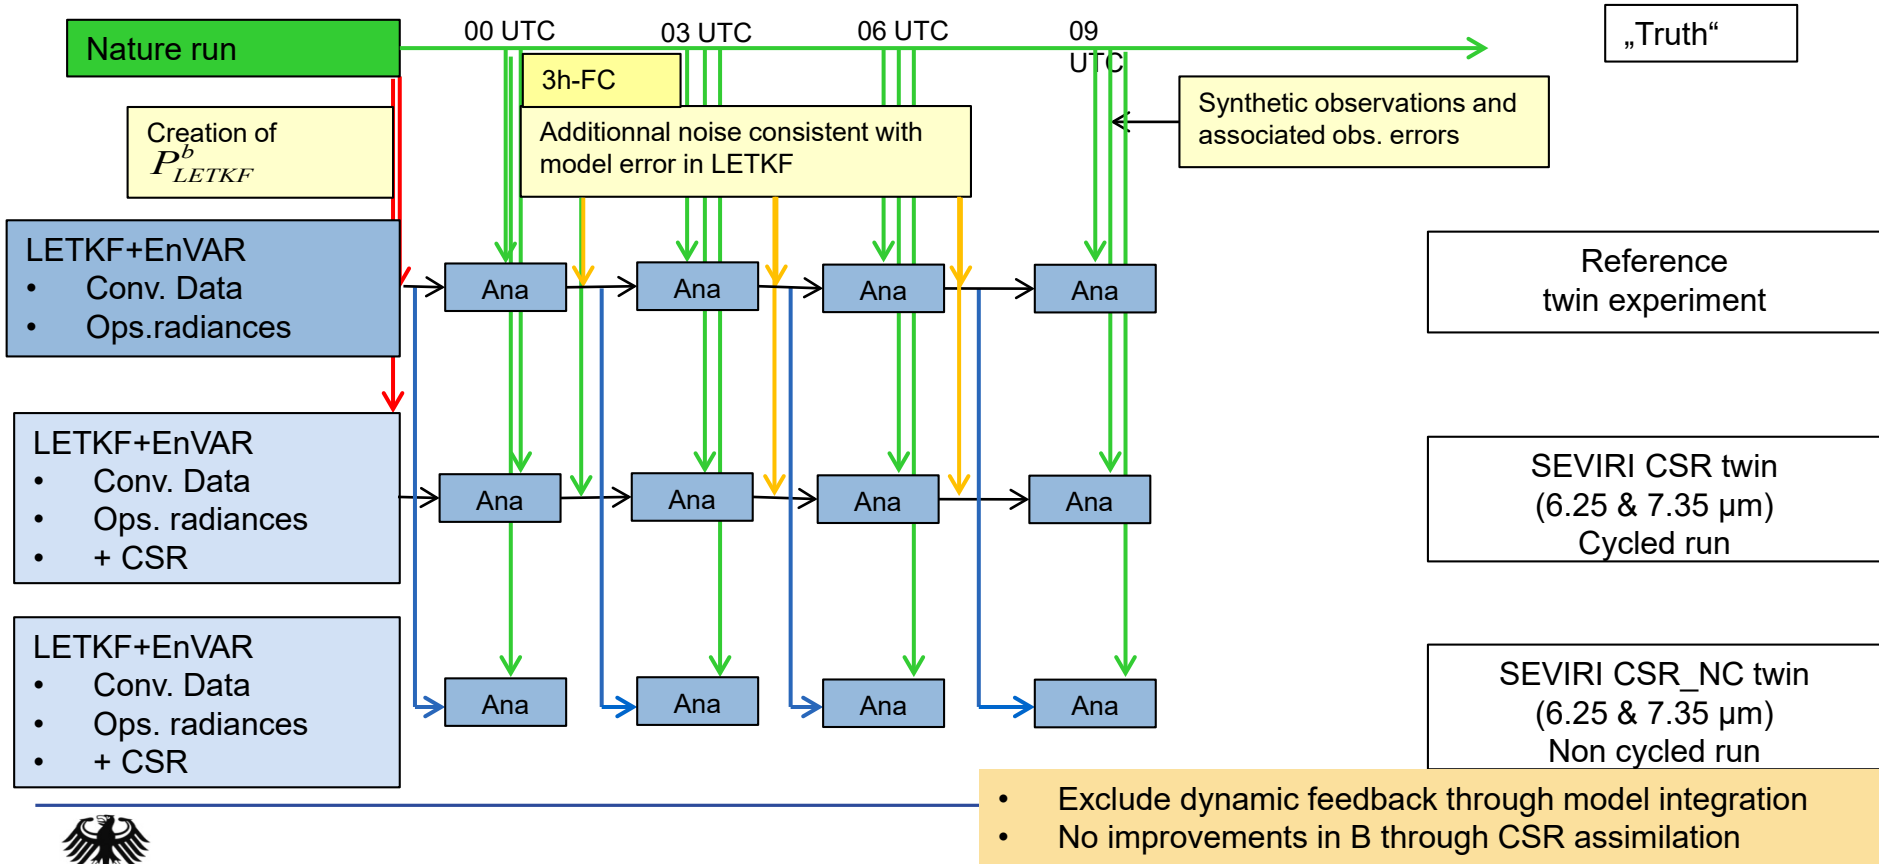 Nature run
00 UTC
03 UTC
06 UTC
09
UTC
„Truth“
3h-FC
Creation of
P^b_LETKF
Additionnal noise consistent with
model error in LETKF
Synthetic observations and
associated obs. errors
LETKF+EnVAR
• Conv. Data
• Ops.radiances
Ana
Ana
Ana
Ana
Reference
twin experiment
LETKF+EnVAR
• Conv. Data
• Ops. radiances
• + CSR
Ana
Ana
Ana
Ana
SEVIRI CSR twin
(6.25 & 7.35 µm)
Cycled run
LETKF+EnVAR
• Conv. Data
• Ops. radiances
• + CSR
Ana
Ana
Ana
Ana
SEVIRI CSR_NC twin
(6.25 & 7.35 µm)
Non cycled run
• Exclude dynamic feedback through model integration
• No improvements in B through CSR assimilation